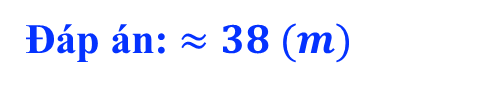 Đáp án: ≈ 38 (m)